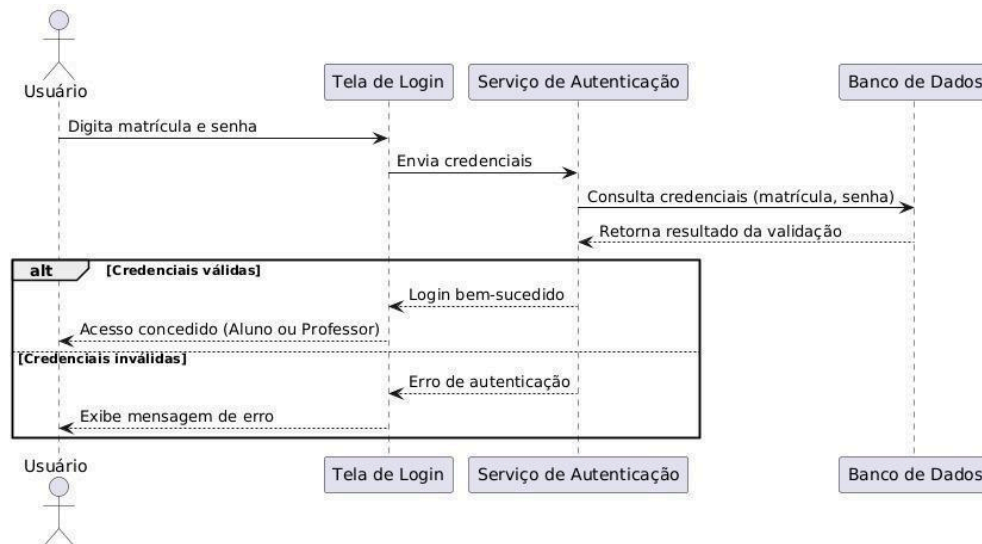 Usuário
Tela de Login
Serviço de Autenticação
Banco de Dados
Digita matrícula e senha
Envia credenciais
Consulta credenciais (matrícula, senha)
Retorna resultado da validação
alt
[Credenciais válidas]
Login bem-sucedido
Acesso concedido (Aluno ou Professor)
[Credenciais inválidas]
Erro de autenticação
Exibe mensagem de erro
Usuário
Tela de Login
Serviço de Autenticação
Banco de Dados